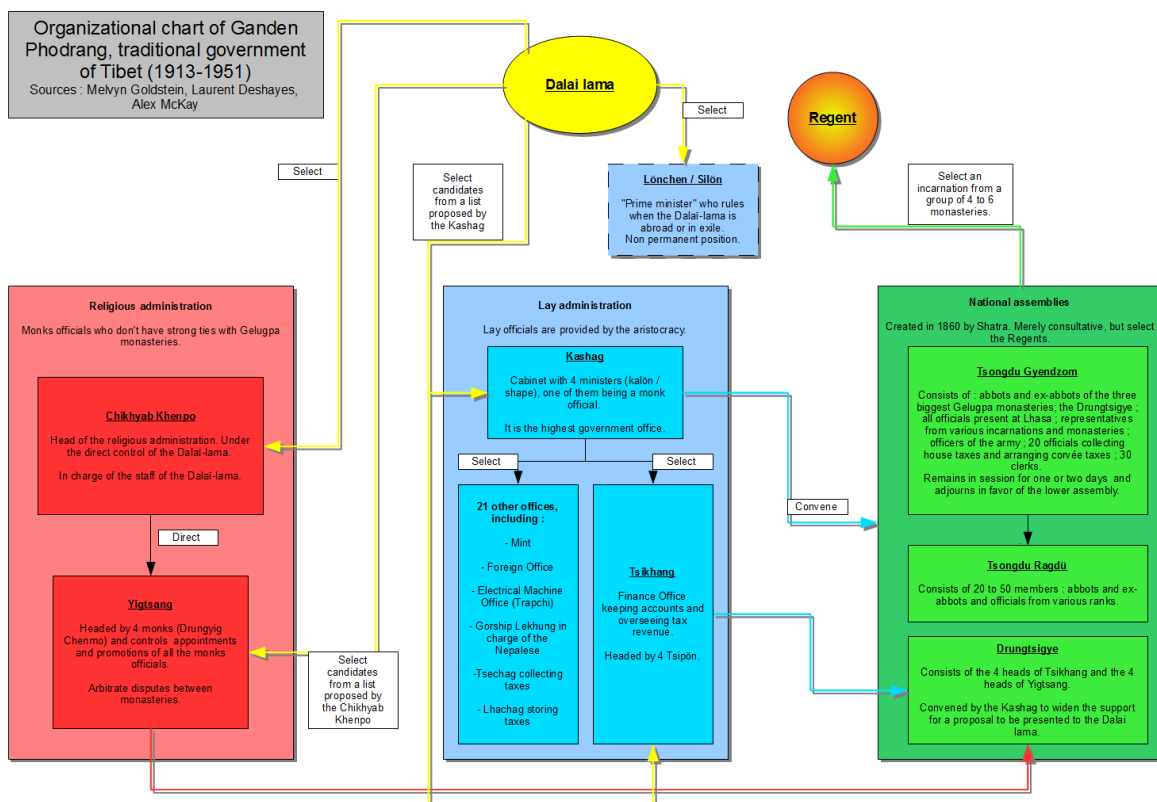 Organizational chart of Ganden
Phodrang, traditional government
of Tibet (1913-1951)
Sources : Melvyn Goldstein, Laurent Deshayes,
Alex McKay
Dalai lama
Regent
Select
Select
Select
candidates
from a list
proposed by
the Kashag
Lönchen / Silön
"Prime minister" who rules
when the Dalaï-lama is
abroad or in exile.
Non permanent position.
Select an
incarnation from a
group of 4 to 6
monasteries.
Religious administration
Monks officials who don't have strong ties with Gelugpa
monasteries.
Chikhyab Khenpo
Head of the religious administration. Under
the direct control of the Dalaï-lama.
In charge of the staff of the Dalaï-lama.
Direct
Yigtsang
Headed by 4 monks (Drungyig
Chenmo) and controls appointments
and promotions of all the monks
officials.
Arbitrate disputes between
monasteries.
Select
candidates
from a list
proposed by
the Chikhyab
Khenpo
Lay administration
Lay officials are provided by the aristocracy.
Kashag
Cabinet with 4 ministers (kalön /
shape), one of them being a monk
official.
It is the highest government office.
Select
Select
21 other offices,
including :
- Mint
- Foreign Office
- Electrical Machine
Office (Trapchi)
- Gorship Lekhung in
charge of the
Nepalese
-Tsechag collecting
taxes
- Lhachag storing
taxes
Tsikhang
Finance Office
keeping accounts and
overseeing tax
revenue.
Headed by 4 Tsipön.
Convene
National assemblies
Created in 1860 by Shatra. Merely consultative, but select
the Regents.
Tsongdu Gyendzom
Consists of : abbots and ex-abbots of the three
biggest Gelugpa monasteries; the Drungtsigye ;
all officials present at Lhasa ; representatives
from various incarnations and monasteries ;
officers of the army ; 20 officials collecting
house taxes and arranging corvée taxes ; 30
clerks.
Remains in session for one or two days and
adjourns in favor of the lower assembly.
Tsongdu Ragdü
Consists of 20 to 50 members : abbots and ex-
abbots and officials from various ranks.
Drungtsigye
Consists of the 4 heads of Tsikhang and the 4
heads of Yigtsang.
Convened by the Kashag to widen the support
for a proposal to be presented to the Dalai
lama.